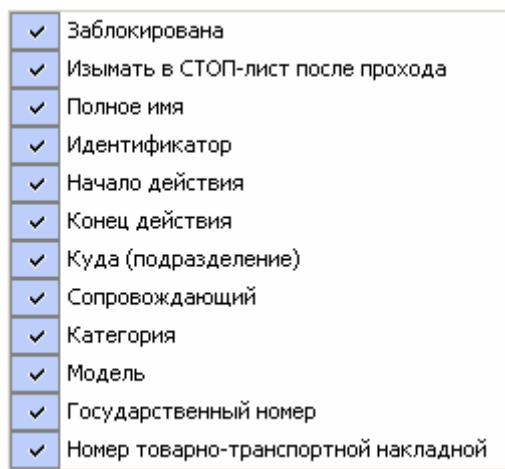 Заблокирована
Изымать в СТОП-лист после прохода
Полное имя
Идентификатор
Начало действия
Конец действия
Куда (подразделение)
Сопровождающий
Категория
Модель
Государственный номер
Номер товарно-транспортной накладной